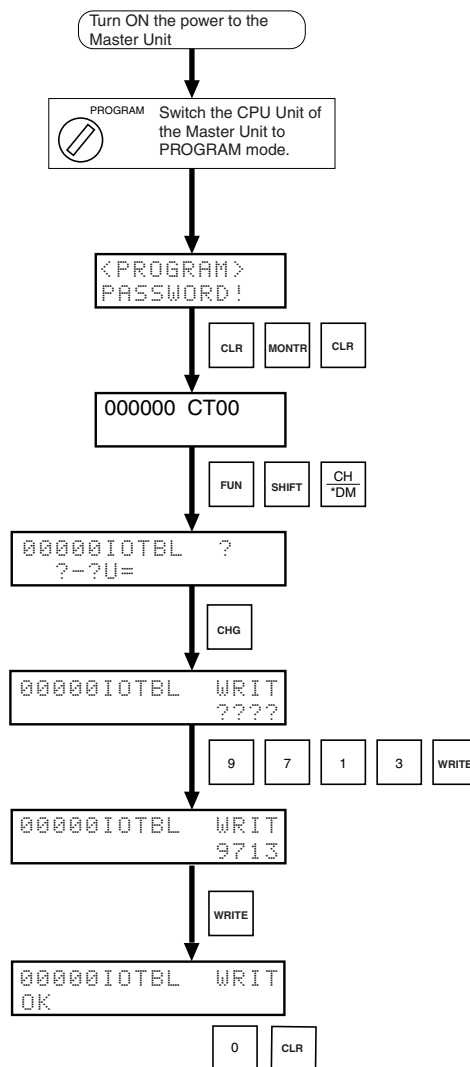 Turn ON the power to the
Master Unit
PROGRAM
Switch the CPU Unit of
the Master Unit to
PROGRAM mode.
<PROGRAM>
PASSWORD!
CLR MONTR CLR
000000 CT00
FUN SHIFT CH
*DM
00000IOTBL ?
?-?U=
CHG
00000IOTBL WRIT
????
9 7 1 3 WRITE
00000IOTBL WRIT
9713
WRITE
00000IOTBL WRIT
OK
0 CLR